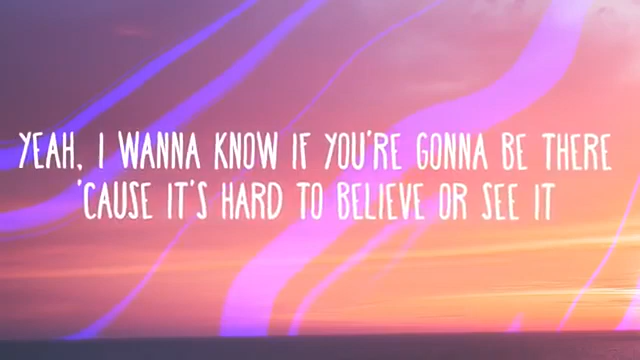 YEAH, I WANNA KNOW IF YOU'RE GONNA BE THERE
'CAUSE IT'S HARD TO BELIEVE OR SEE IT